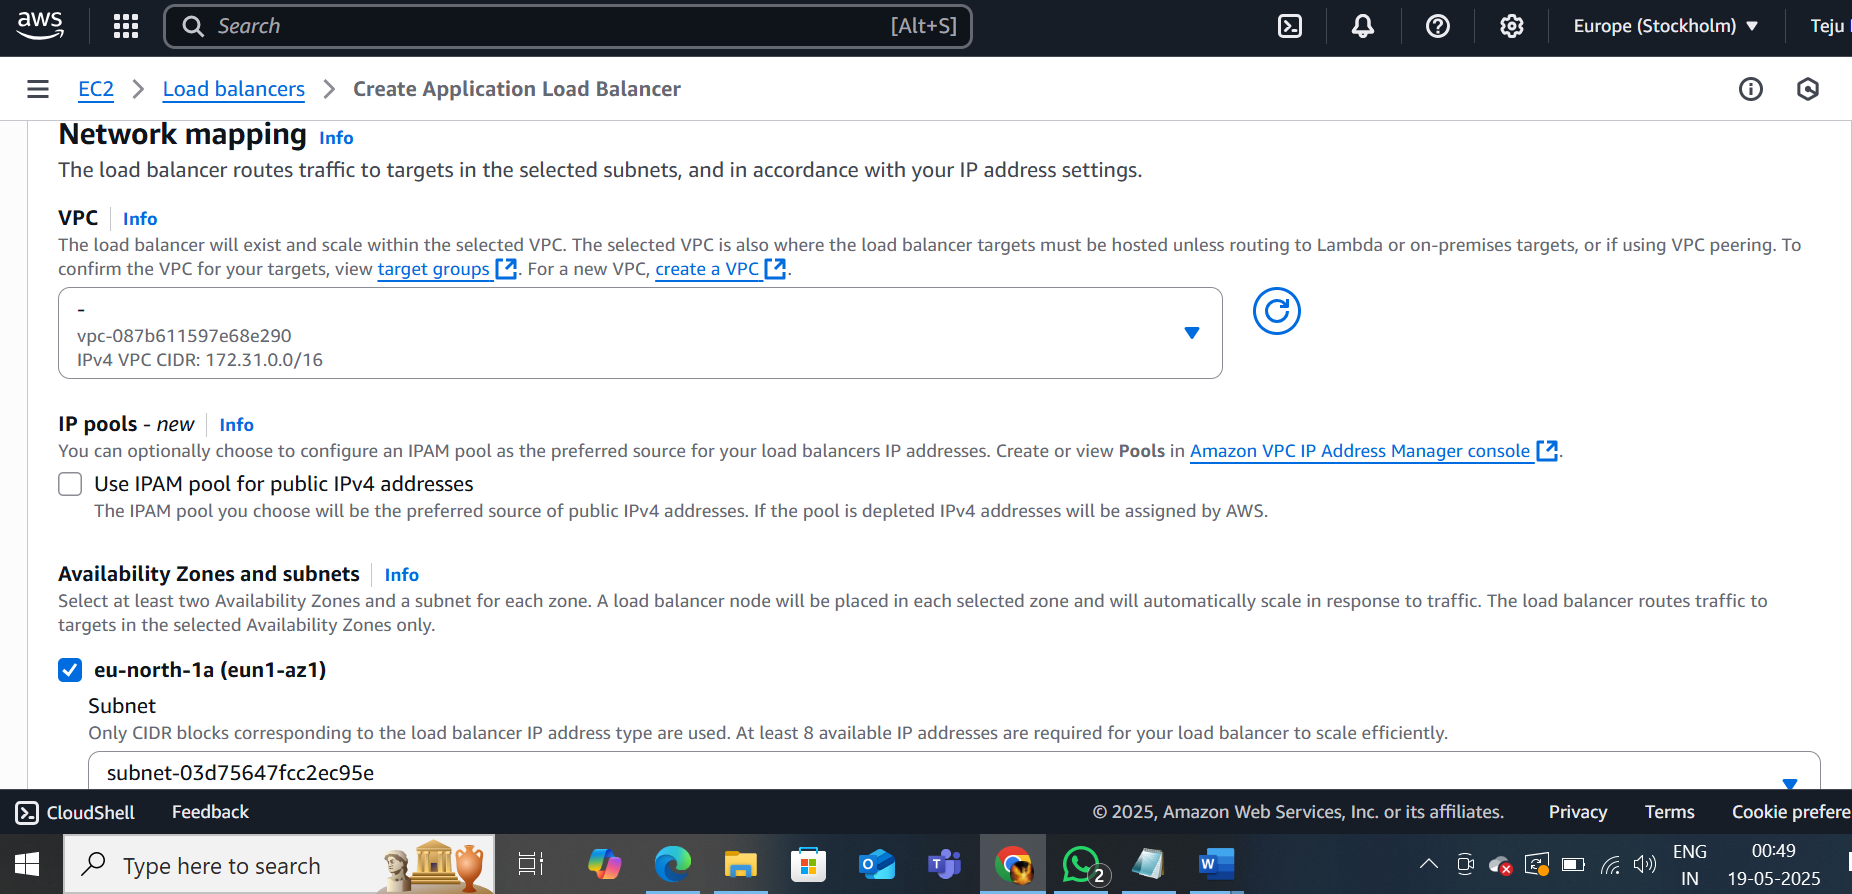 aws
Search [Alt+S]
Europe (Stockholm) ▼
Teju
EC2 > Load balancers > Create Application Load Balancer
Network mapping Info
The load balancer routes traffic to targets in the selected subnets, and in accordance with your IP address settings.
VPC Info
The load balancer will exist and scale within the selected VPC. The selected VPC is also where the load balancer targets must be hosted unless routing to Lambda or on-premises targets, or if using VPC peering. To
confirm the VPC for your targets, view target groups. For a new VPC, create a VPC.
-
vpc-087b611597e68e290
IPv4 VPC CIDR: 172.31.0.0/16
IP pools - new Info
You can optionally choose to configure an IPAM pool as the preferred source for your load balancers IP addresses. Create or view Pools in Amazon VPC IP Address Manager console.
Use IPAM pool for public IPv4 addresses
The IPAM pool you choose will be the preferred source of public IPv4 addresses. If the pool is depleted IPv4 addresses will be assigned by AWS.
Availability Zones and subnets Info
Select at least two Availability Zones and a subnet for each zone. A load balancer node will be placed in each selected zone and will automatically scale in response to traffic. The load balancer routes traffic to
targets in the selected Availability Zones only.
eu-north-1a (eun1-az1)
Subnet
Only CIDR blocks corresponding to the load balancer IP address type are used. At least 8 available IP addresses are required for your load balancer to scale efficiently.
subnet-03d75647fcc2ec95e
CloudShell Feedback © 2025, Amazon Web Services, Inc. or its affiliates. Privacy Terms Cookie prefere
Type here to search
2
ENG
IN
00:49
19-05-2025